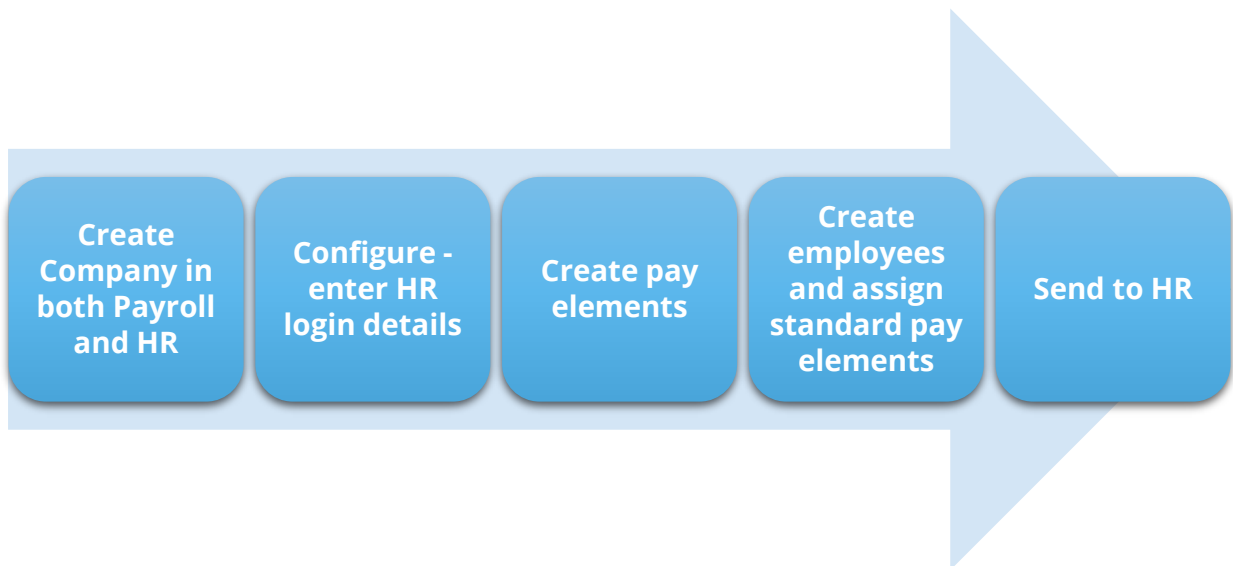 Create
Company in
both Payroll
and HR
Configure -
enter HR
login details
Create pay
elements
Create
employees
and assign
standard pay
elements
Send to HR